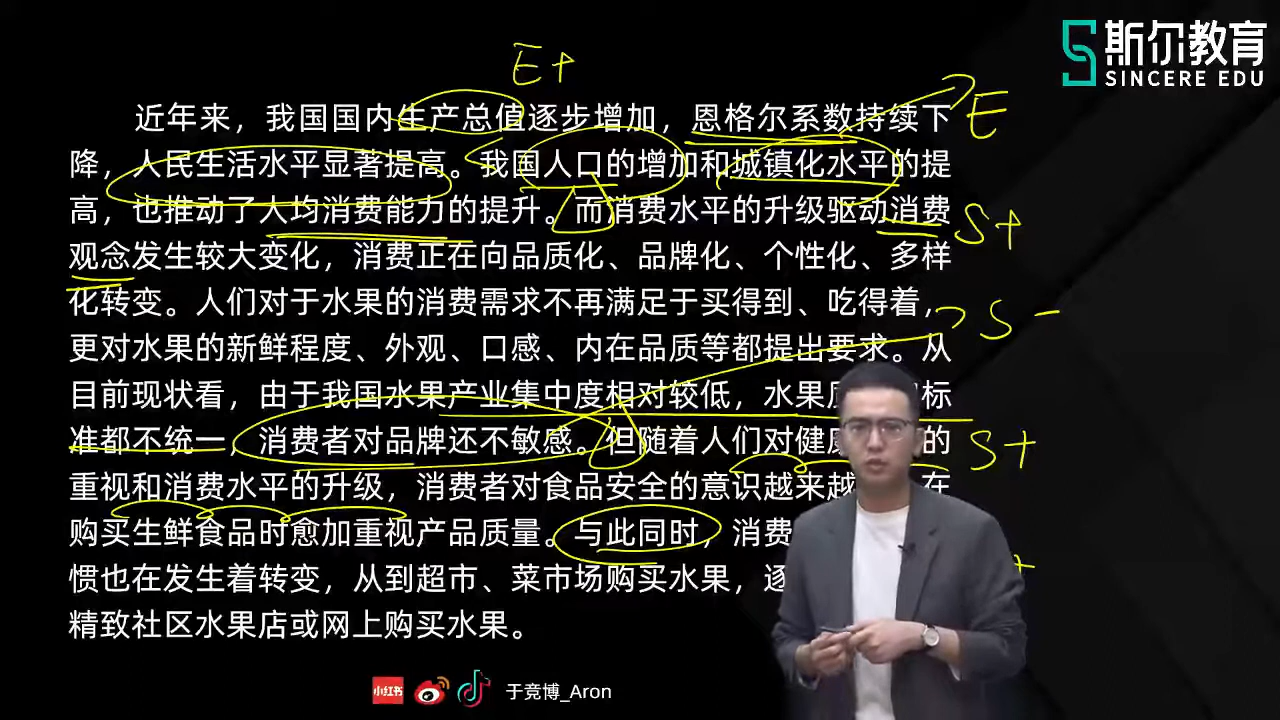 斯尔教育
SINCERE EDU
E+
近年来，我国国内生产总值逐步增加，恩格尔系数持续下
E
降，人民生活水平显著提高。我国人口的增加和城镇化水平的提
高，也推动了人均消费能力的提升。而消费水平的升级驱动消费
S+
观念发生较大变化，消费正在向品质化、品牌化、个性化、多样
化转变。人们对于水果的消费需求不再满足于买得到、吃得着，
S-
更对水果的新鲜程度、外观、口感、内在品质等都提出要求。从
目前现状看，由于我国水果产业集中度相对较低，水果 标
准都不统一，消费者对品牌还不敏感。但随着人们对健 的
S+
重视和消费水平的升级，消费者对食品安全的意识越来越 在
购买生鲜食品时愈加重视产品质量。与此同时，消费
惯也在发生着转变，从到超市、菜市场购买水果，
+
精致社区水果店或网上购买水果。
小红书
于竞博_Aron